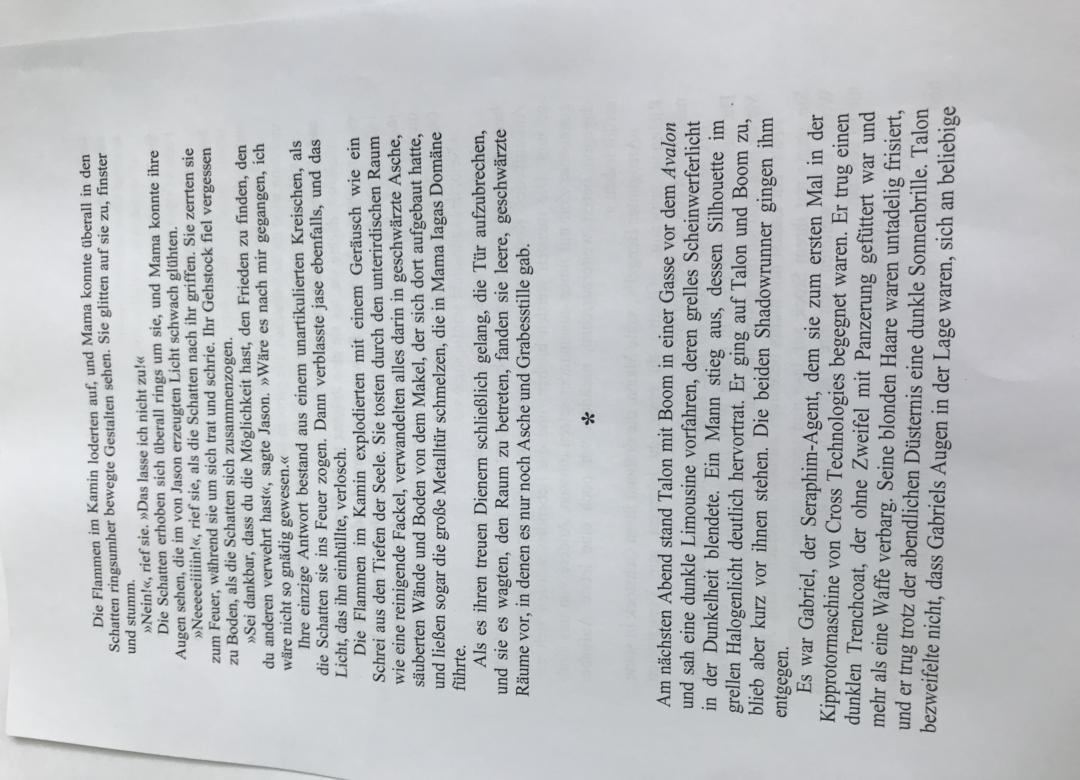 Die Flammen im Kamin loderten auf, und Mama konnte überall in den
Schatten ringsumher bewegte Gestalten sehen. Sie glitten auf sie zu, finster
und stumm.
»Nein!«, rief sie. »Das lasse ich nicht zu!«
Die Schatten erhoben sich überall rings um sie, und Mama konnte ihre
Augen sehen, die im von Jason erzeugten Licht schwach glühten.
»Neeeeiiiiiin!«, rief sie, als die Schatten nach ihr griffen. Sie zerrten sie
zum Feuer, während sie um sich trat und schrie. Ihr Gehstock fiel vergessen
zu Boden, als die Schatten sich zusammenzogen.
»Sei dankbar, dass du die Möglichkeit hast, den Frieden zu finden, den
du anderen verwehrt hast«, sagte Jason. »Wäre es nach mir gegangen, ich
wäre nicht so gnädig gewesen.«
Ihre einzige Antwort bestand aus einem unartikulierten Kreischen, als
die Schatten sie ins Feuer zogen. Dann verblasste jase ebenfalls, und das
Licht, das ihn einhüllte, verlosch.
Die Flammen im Kamin explodierten mit einem Geräusch wie ein
Schrei aus den Tiefen der Seele. Sie tosten durch den unterirdischen Raum
wie eine reinigende Fackel, verwandelten alles darin in geschwärzte Asche,
säuberten Wände und Boden von dem Makel, der sich dort aufgebaut hatte,
und ließen sogar die große Metalltür schmelzen, die in Mama Iagas Domäne
führte.
Als es ihren treuen Dienern schließlich gelang, die Tür aufzubrechen,
und sie es wagten, den Raum zu betreten, fanden sie leere, geschwärzte
Räume vor, in denen es nur noch Asche und Grabesstille gab.
*
Am nächsten Abend stand Talon mit Boom in einer Gasse vor dem Avalon
und sah eine dunkle Limousine vorfahren, deren grelles Scheinwerferlicht
in der Dunkelheit blendete. Ein Mann stieg aus, dessen Silhouette im
grellen Halogenlicht deutlich hervortrat. Er ging auf Talon und Boom zu,
blieb aber kurz vor ihnen stehen. Die beiden Shadowrunner gingen ihm
entgegen.
Es war Gabriel, der Seraphim-Agent, dem sie zum ersten Mal in der
Kipprotormaschine von Cross Technologies begegnet waren. Er trug einen
dunklen Trenchcoat, der ohne Zweifel mit Panzerung gefüttert war und
mehr als eine Waffe verbarg. Seine blonden Haare waren untadelig frisiert,
und er trug trotz der abendlichen Düsternis eine dunkle Sonnenbrille. Talon
bezweifelte nicht, dass Gabriels Augen in der Lage waren, sich an beliebige